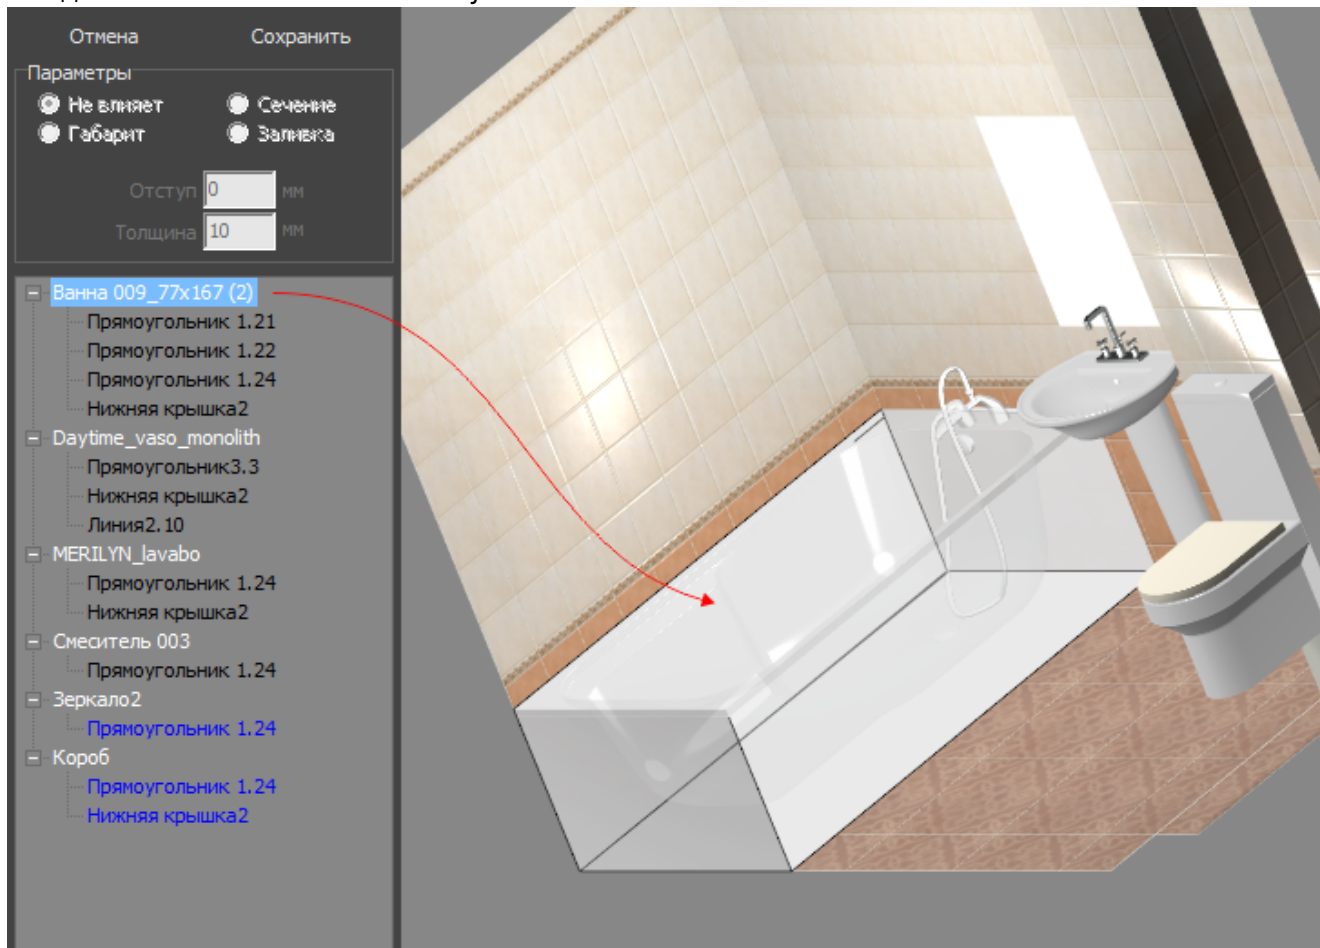 Отмена Сохранить
Параметры
Не влияет Сечение
Габарит Заливка
Отступ 0 мм
Толщина 10 мм
Ванна 009_77x167 (2)
Прямоугольник 1.21
Прямоугольник 1.22
Прямоугольник 1.24
Нижняя крышка2
Daytime_vaso_monolith
Прямоугольник3.3
Нижняя крышка2
Линия2.10
MERILYN_lavabo
Прямоугольник 1.24
Нижняя крышка2
Смеситель 003
Прямоугольник 1.24
Зеркало2
Прямоугольник 1.24
Короб
Прямоугольник 1.24
Нижняя крышка2